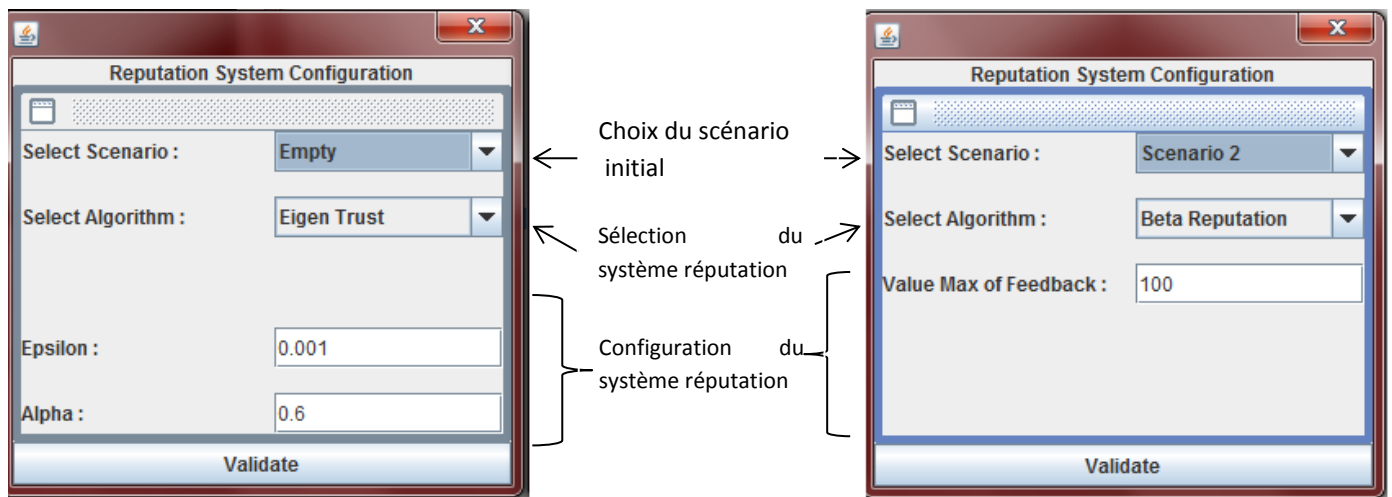 Reputation System Configuration
Select Scenario :
Empty
Select Algorithm :
Eigen Trust
Epsilon :
0.001
Alpha :
0.6
Validate
Choix du scénario
initial
Sélection du
système réputation
Configuration du
système réputation
Reputation System Configuration
Select Scenario :
Scenario 2
Select Algorithm :
Beta Reputation
Value Max of Feedback :
100
Validate